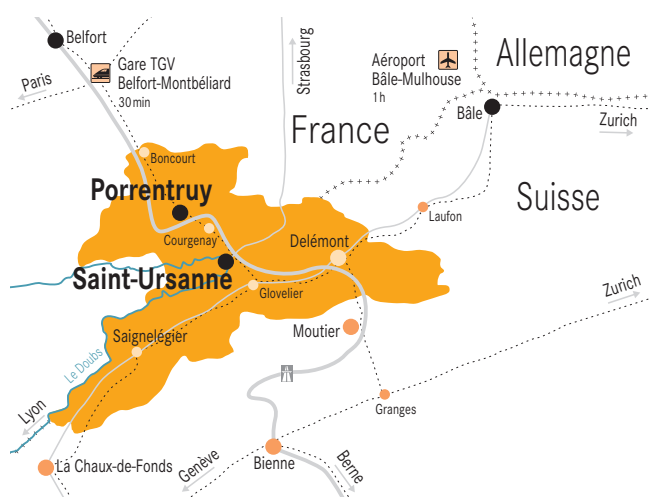 Belfort
Gare TGV
Belfort-Montbéliard
30 min
Paris
Strasbourg
Aéroport
Bâle-Mulhouse
1 h
Allemagne
Bâle
Zurich
France
Suisse
Boncourt
Porrentruy
Courgenay
Laufon
Delémont
Saint-Ursanne
Glovelier
Zurich
Moutier
Saignelégier
Le Doubs
Lyon
Granges
La Chaux-de-Fonds
Genève
Bienne
Berne